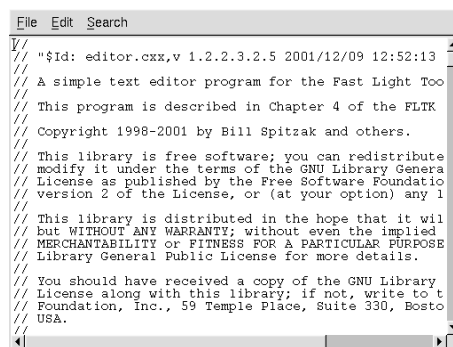 File Edit Search
//
// "$Id: editor.cxx,v 1.2.2.3.2.5 2001/12/09 12:52:13
//
// A simple text editor program for the Fast Light Too
//
// This program is described in Chapter 4 of the FLTK
//
// Copyright 1998-2001 by Bill Spitzak and others.
//
// This library is free software; you can redistribute
// modify it under the terms of the GNU Library Genera
// License as published by the Free Software Foundatio
// version 2 of the License, or (at your option) any l
//
// This library is distributed in the hope that it wil
// but WITHOUT ANY WARRANTY; without even the implied
// MERCHANTABILITY or FITNESS FOR A PARTICULAR PURPOSE
// Library General Public License for more details.
//
// You should have received a copy of the GNU Library
// License along with this library; if not, write to t
// Foundation, Inc., 59 Temple Place, Suite 330, Bosto
// USA.
//